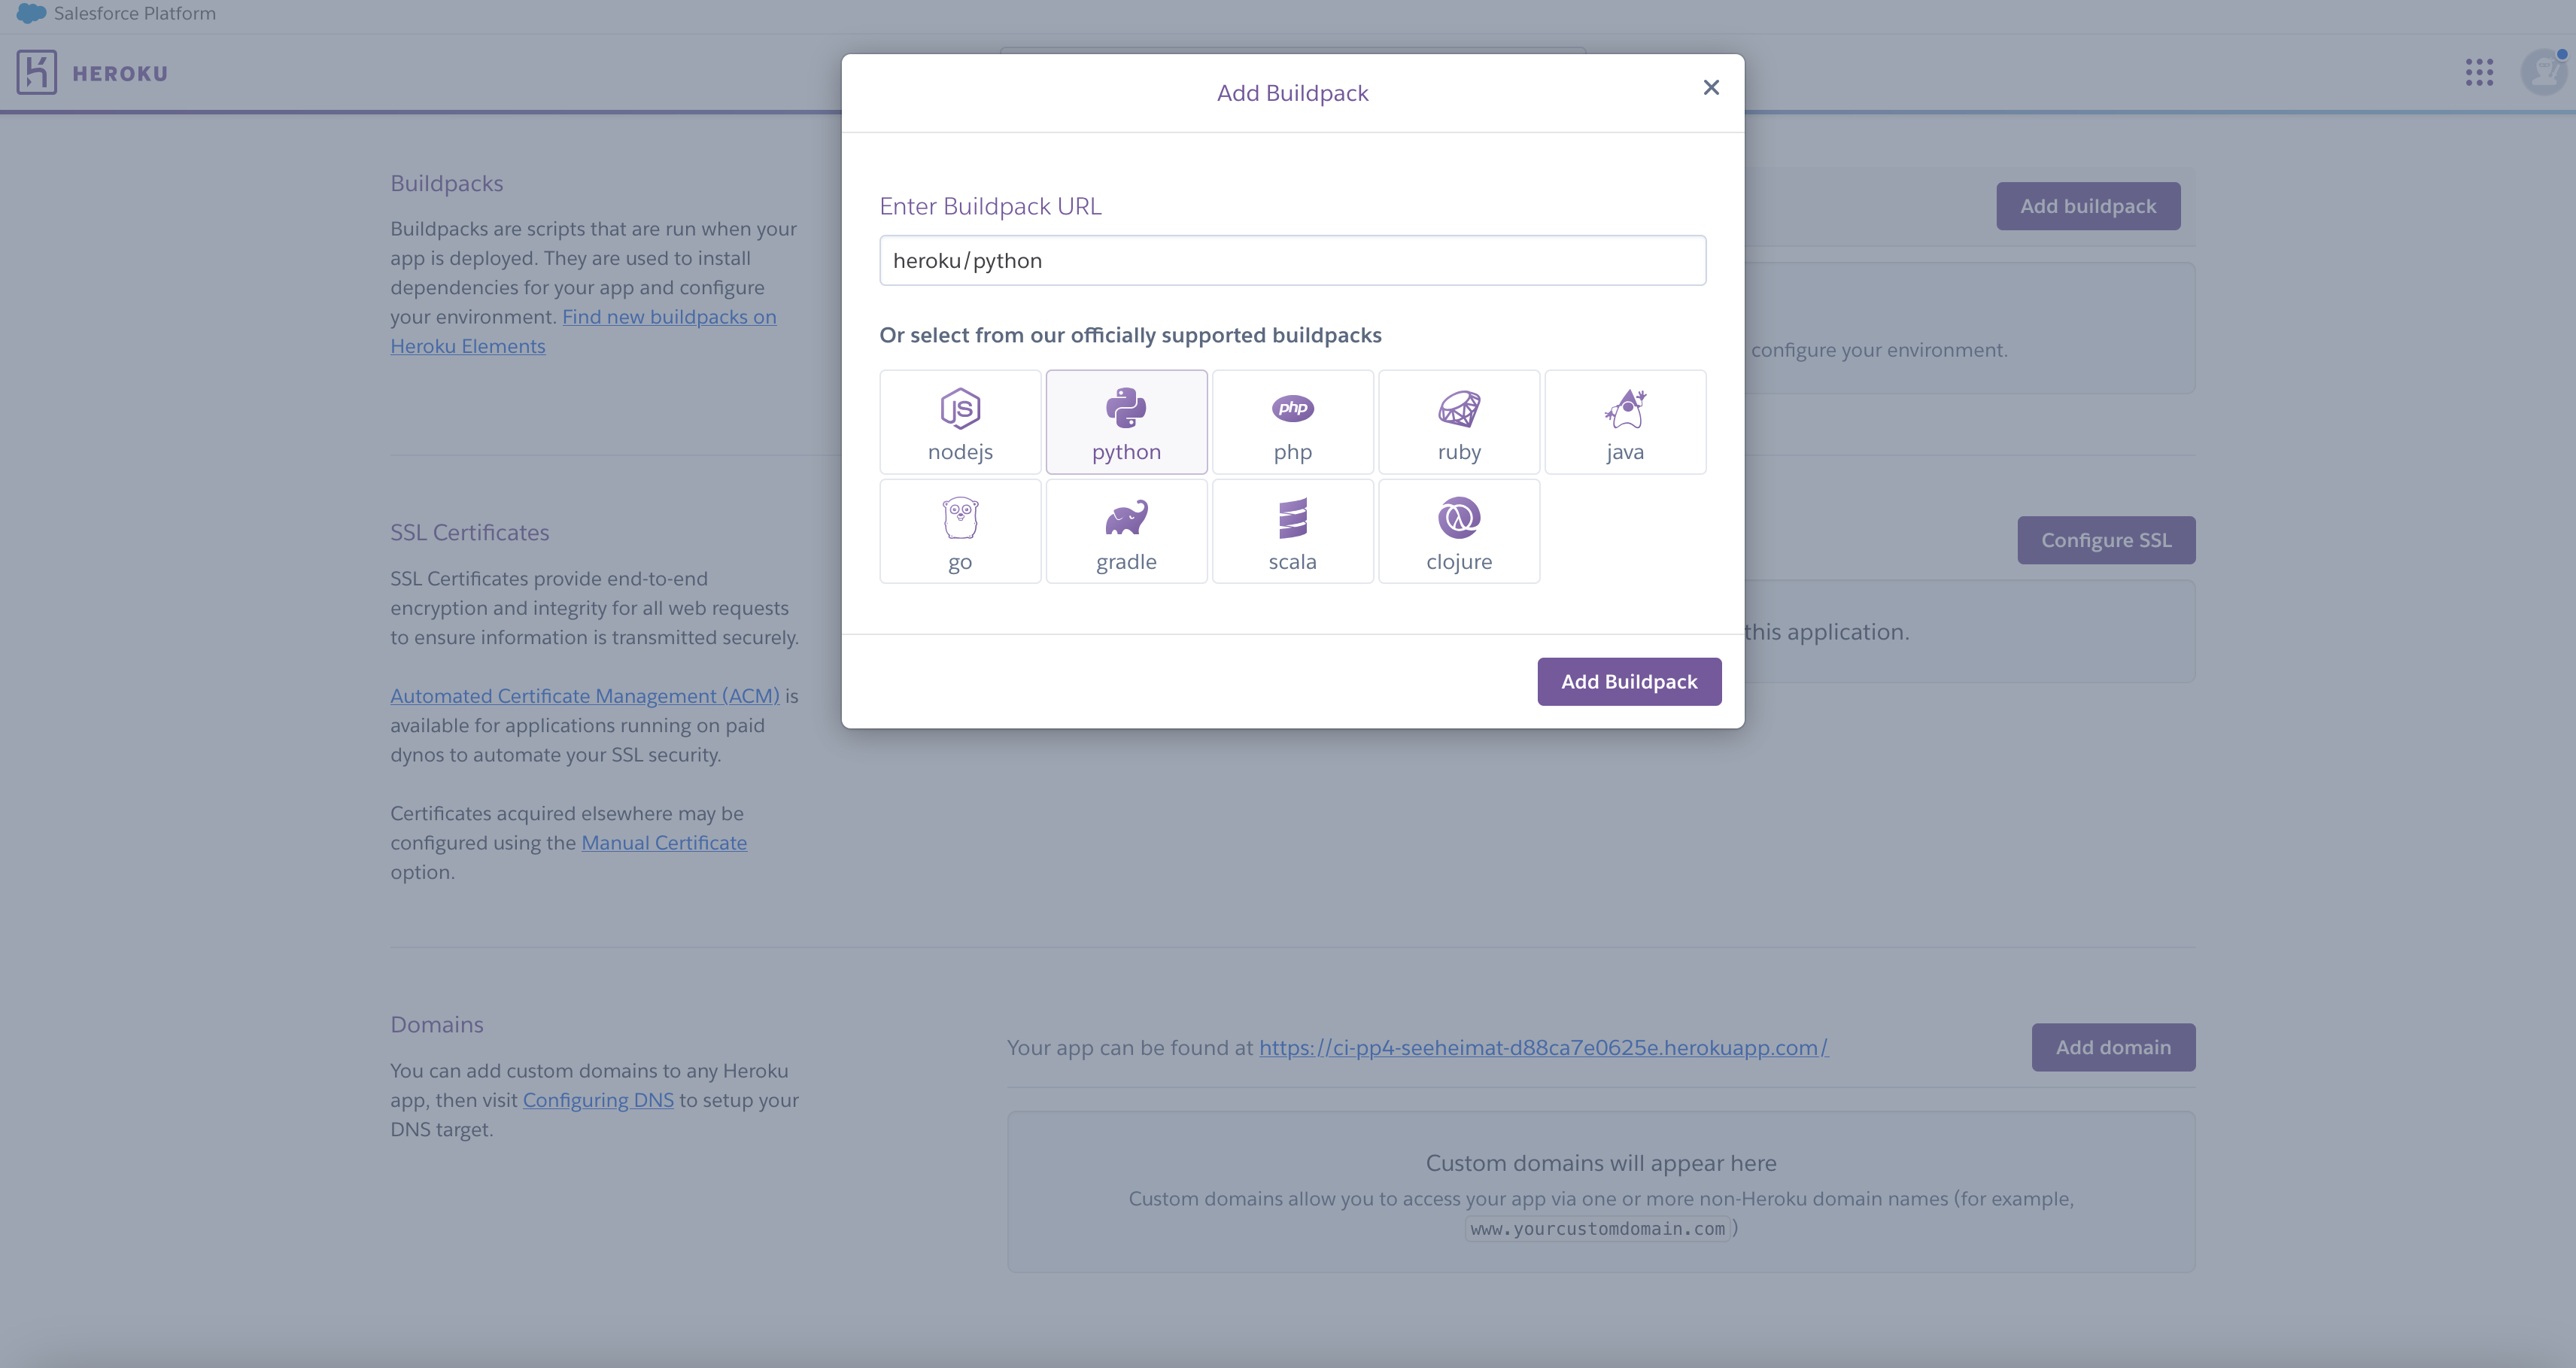 Salesforce Platform
HEROKU
Add Buildpack
Buildpacks
Buildpacks are scripts that are run when your
app is deployed. They are used to install
dependencies for your app and configure
your environment. Find new buildpacks on
Heroku Elements
Enter Buildpack URL
heroku/python
Or select from our officially supported buildpacks
JS
nodejs
python
php
php
ruby
java
go
gradle
scala
clojure
Add Buildpack
Add buildpack
configure your environment.
SSL Certificates
SSL Certificates provide end-to-end
encryption and integrity for all web requests
to ensure information is transmitted securely.
Automated Certificate Management (ACM) is
available for applications running on paid
dynos to automate your SSL security.
Certificates acquired elsewhere may be
configured using the Manual Certificate
option.
Configure SSL
this application.
Domains
You can add custom domains to any Heroku
app, then visit Configuring DNS to setup your
DNS target.
Your app can be found at https://ci-pp4-seeheimat-d88ca7e0625e.herokuapp.com/
Add domain
Custom domains will appear here
Custom domains allow you to access your app via one or more non-Heroku domain names (for example,
www.yourcustomdomain.com)